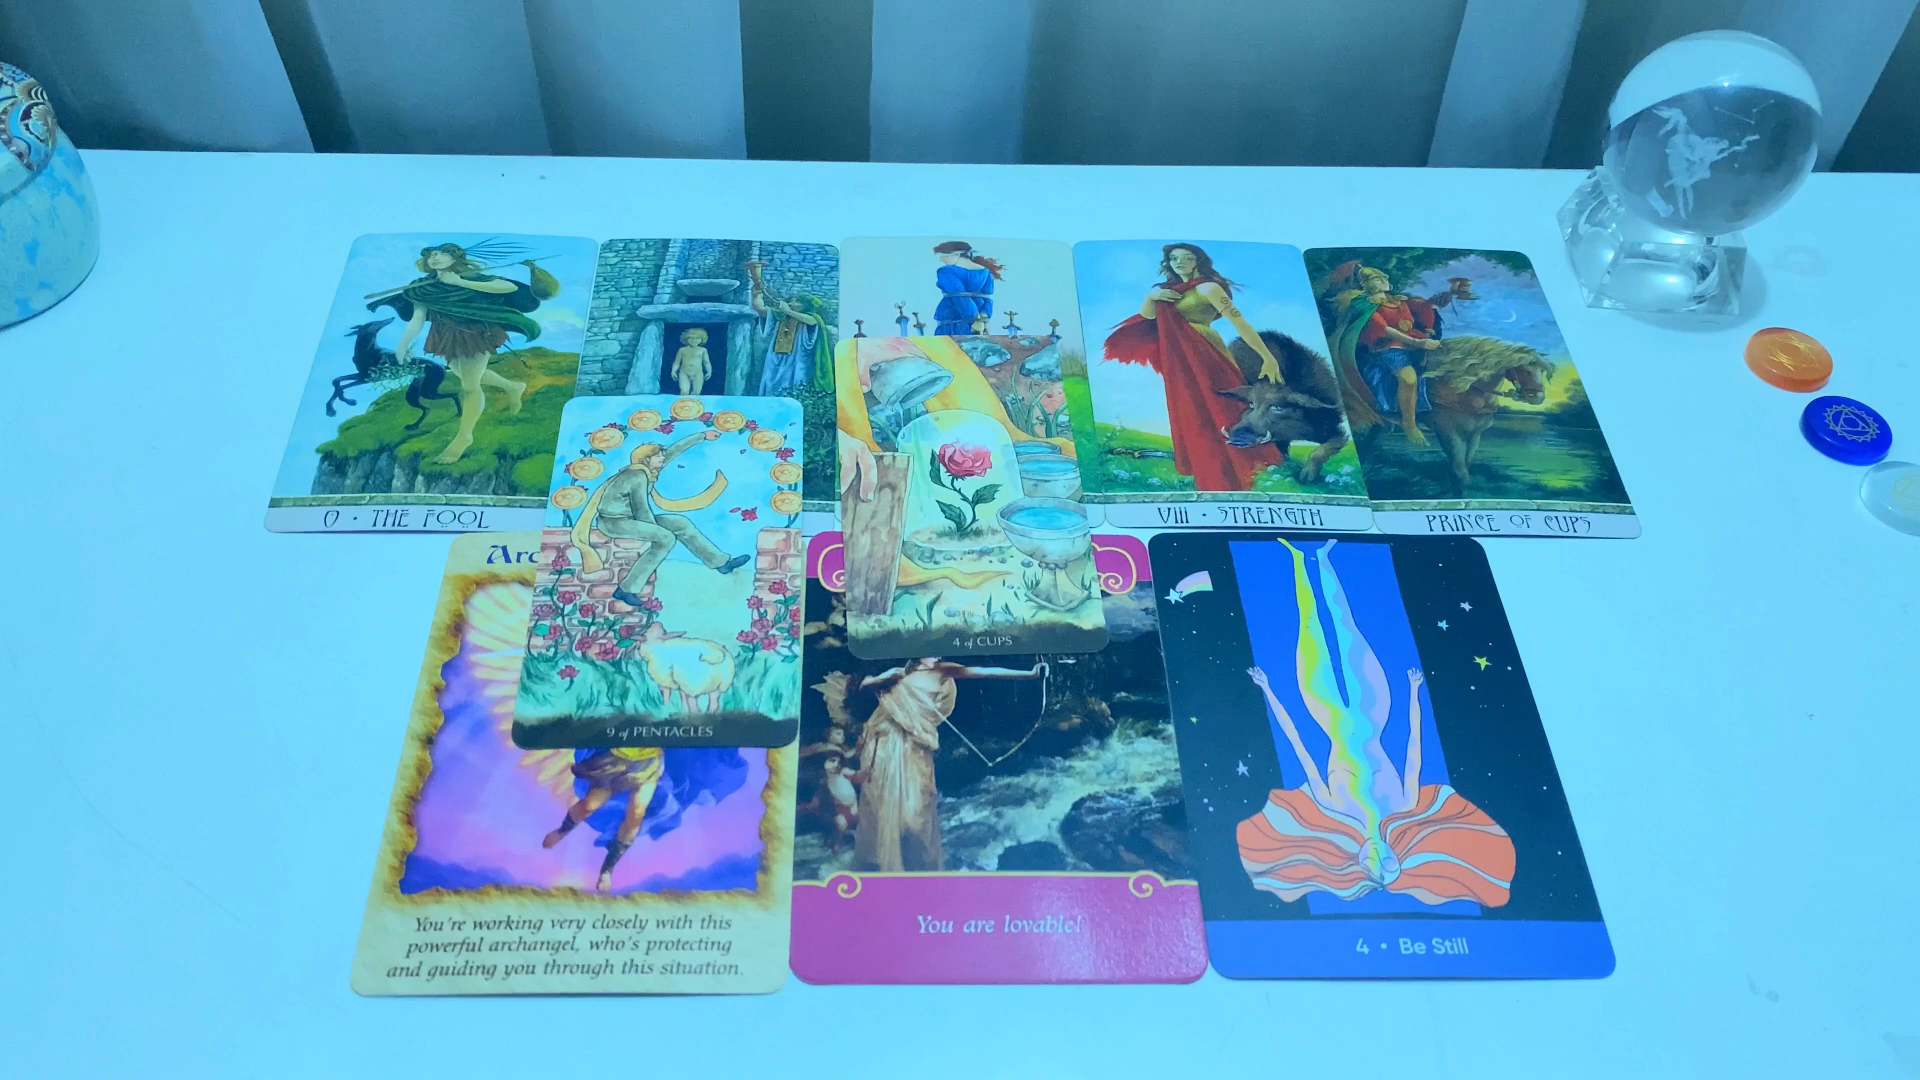 0 • THE FOOL
VIII • STRENGTH
PRINCE OF CUPS
9 of PENTACLES
4 of CUPS
You're working very closely with this
powerful archangel, who's protecting
and guiding you through this situation.
You are lovable!
4 • Be Still